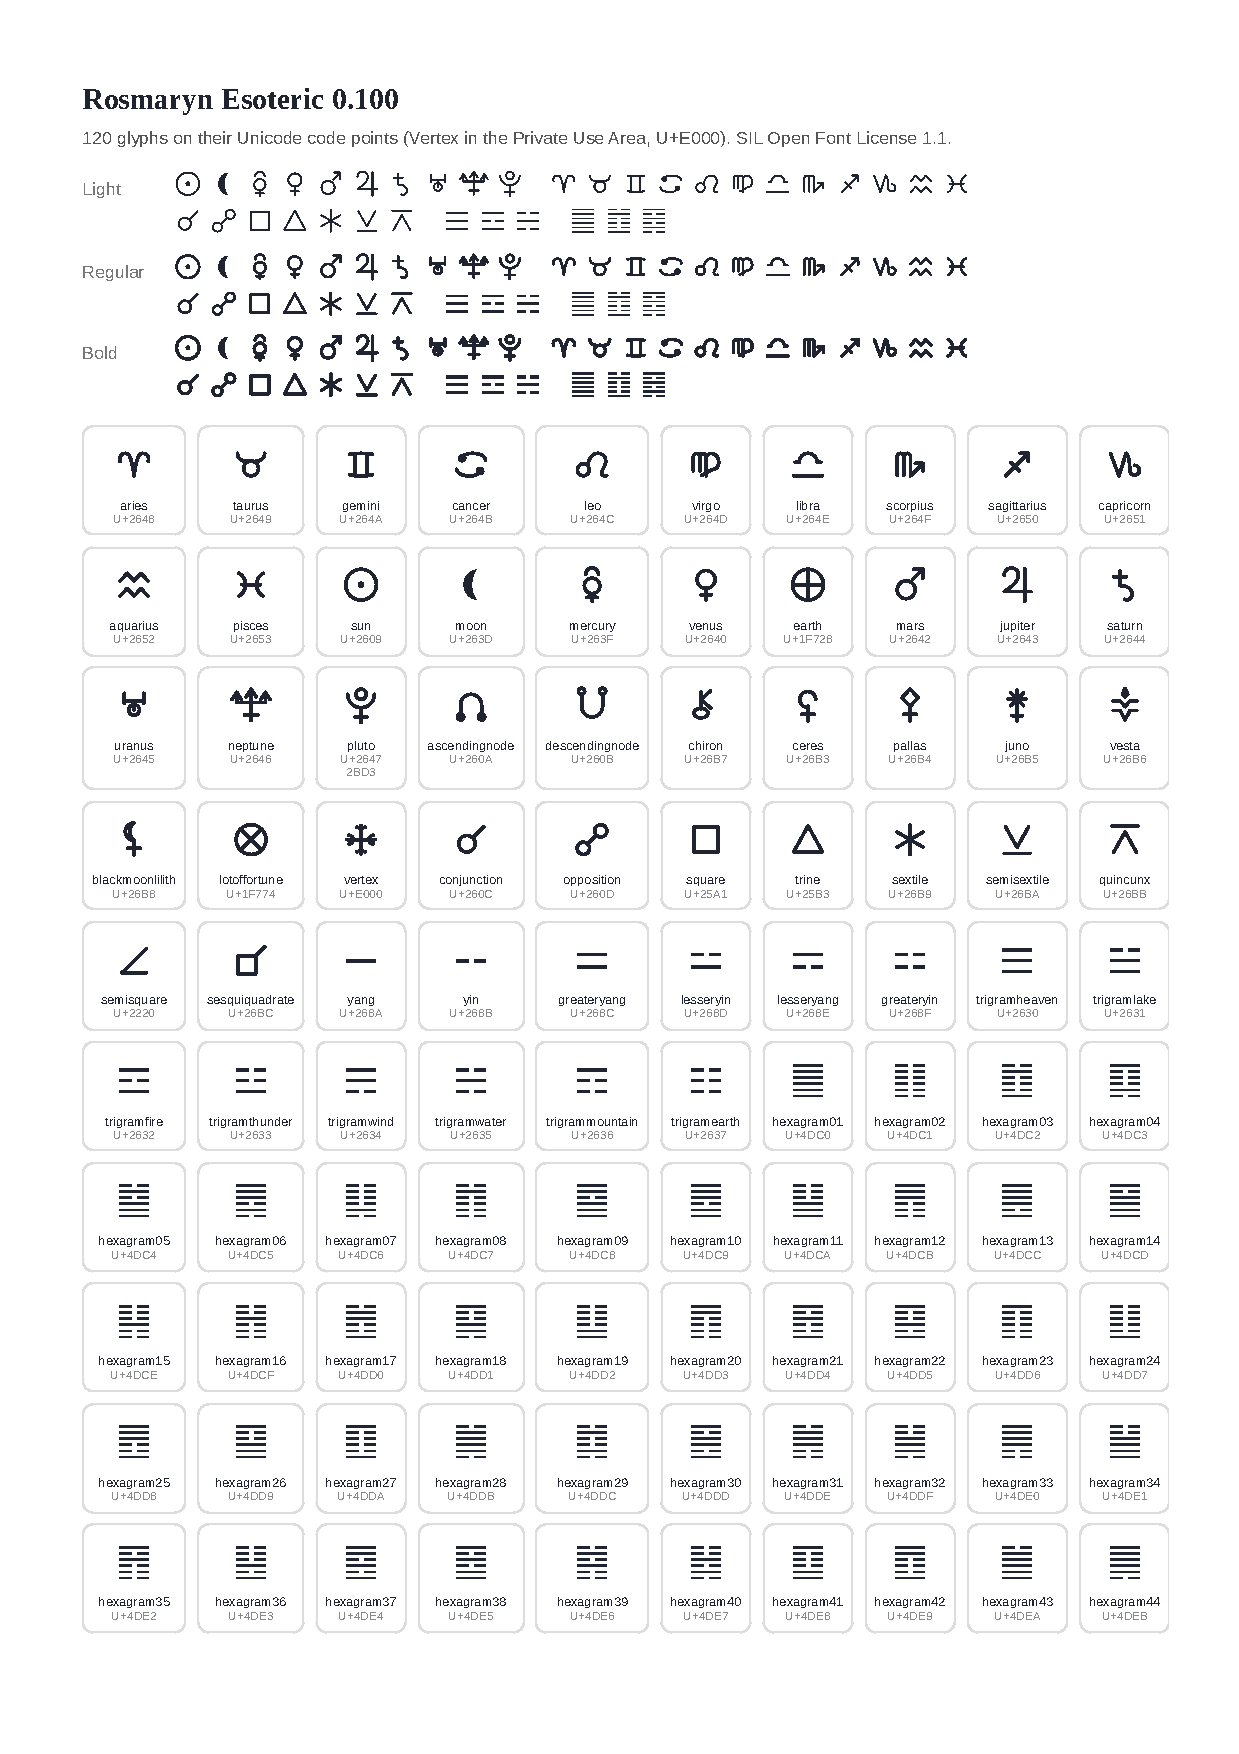 Rosmaryn Esoteric 0.100
120 glyphs on their Unicode code points (Vertex in the Private Use Area, U+E000). SIL Open Font License 1.1.
Light ☉ ☽ ☿ ♀ ♂ ♃ ♄ ♅ ♆ ♇ ♈ ♉ ♊ ♋ ♌ ♍ ♎ ♏ ♐ ♑ ♒ ♓
☌ ☍ □ △ ⚹ ⚺ ⚻ ☰ ☲ ☵ ䷀ ䷂ ䷾
Regular ☉ ☽ ☿ ♀ ♂ ♃ ♄ ♅ ♆ ♇ ♈ ♉ ♊ ♋ ♌ ♍ ♎ ♏ ♐ ♑ ♒ ♓
☌ ☍ □ △ ⚹ ⚺ ⚻ ☰ ☲ ☵ ䷀ ䷂ ䷾
Bold ☉ ☽ ☿ ♀ ♂ ♃ ♄ ♅ ♆ ♇ ♈ ♉ ♊ ♋ ♌ ♍ ♎ ♏ ♐ ♑ ♒ ♓
☌ ☍ □ △ ⚹ ⚺ ⚻ ☰ ☲ ☵ ䷀ ䷂ ䷾
♈ ♉ ♊ ♋ ♌ ♍ ♎ ♏ ♐ ♑
aries taurus gemini cancer leo virgo libra scorpius sagittarius capricorn
U+2648 U+2649 U+264A U+264B U+264C U+264D U+264E U+264F U+2650 U+2651
♒ ♓ ☉ ☽ ☿ ♀ 🜨 ♂ ♃ ♄
aquarius pisces sun moon mercury venus earth mars jupiter saturn
U+2652 U+2653 U+2609 U+263D U+263F U+2640 U+1F728 U+2642 U+2643 U+2644
♅ ♆ ♇ ☊ ☋ ⚷ ⚳ ⚴ ⚵ ⚶
uranus neptune pluto ascendingnode descendingnode chiron ceres pallas juno vesta
U+2645 U+2646 U+2647 U+260A U+260B U+26B7 U+26B3 U+26B4 U+26B5 U+26B6
2BD3
⚸ 🝴 ☌ ☍ □ △ ⚹ ⚺ ⚻
blackmoonlilith lotoffortune vertex conjunction opposition square trine sextile semisextile quincunx
U+26B8 U+1F774 U+E000 U+260C U+260D U+25A1 U+25B3 U+26B9 U+26BA U+26BB
∠ ⚼ ⚊ ⚋ ⚌ ⚍ ⚎ ⚏ ☰ ☱
semisquare sesquiquadrate yang yin greateryang lesseryin lesseryang greateryin trigramheaven trigramlake
U+2220 U+26BC U+268A U+268B U+268C U+268D U+268E U+268F U+2630 U+2631
☲ ☳ ☴ ☵ ☶ ☷ ䷀ ䷁ ䷂ ䷃
trigramfire trigramthunder trigramwind trigramwater trigrammountain trigramearth hexagram01 hexagram02 hexagram03 hexagram04
U+2632 U+2633 U+2634 U+2635 U+2636 U+2637 U+4DC0 U+4DC1 U+4DC2 U+4DC3
䷄ ䷅ ䷆ ䷇ ䷈ ䷉ ䷊ ䷋ ䷌ ䷍
hexagram05 hexagram06 hexagram07 hexagram08 hexagram09 hexagram10 hexagram11 hexagram12 hexagram13 hexagram14
U+4DC4 U+4DC5 U+4DC6 U+4DC7 U+4DC8 U+4DC9 U+4DCA U+4DCB U+4DCC U+4DCD
䷎ ䷏ ䷐ ䷑ ䷒ ䷓ ䷔ ䷕ ䷖ ䷗
hexagram15 hexagram16 hexagram17 hexagram18 hexagram19 hexagram20 hexagram21 hexagram22 hexagram23 hexagram24
U+4DCE U+4DCF U+4DD0 U+4DD1 U+4DD2 U+4DD3 U+4DD4 U+4DD5 U+4DD6 U+4DD7
䷘ ䷙ ䷚ ䷛ ䷜ ䷝ ䷞ ䷟ ䷠ ䷡
hexagram25 hexagram26 hexagram27 hexagram28 hexagram29 hexagram30 hexagram31 hexagram32 hexagram33 hexagram34
U+4DD8 U+4DD9 U+4DDA U+4DDB U+4DDC U+4DDD U+4DDE U+4DDF U+4DE0 U+4DE1
䷢ ䷣ ䷤ ䷥ ䷦ ䷧ ䷨ ䷩ ䷪ ䷫
hexagram35 hexagram36 hexagram37 hexagram38 hexagram39 hexagram40 hexagram41 hexagram42 hexagram43 hexagram44
U+4DE2 U+4DE3 U+4DE4 U+4DE5 U+4DE6 U+4DE7 U+4DE8 U+4DE9 U+4DEA U+4DEB